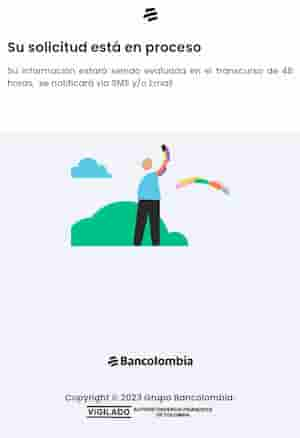 Su solicitud está en proceso
Su información estará siendo evaluada en el transcurso de 48
horas, se notificará vía SMS y/o Email
Bancolombia
Copyright © 2023 Grupo Bancolombia
VIGILADO SUPERINTENDENCIA FINANCIERA
DE COLOMBIA